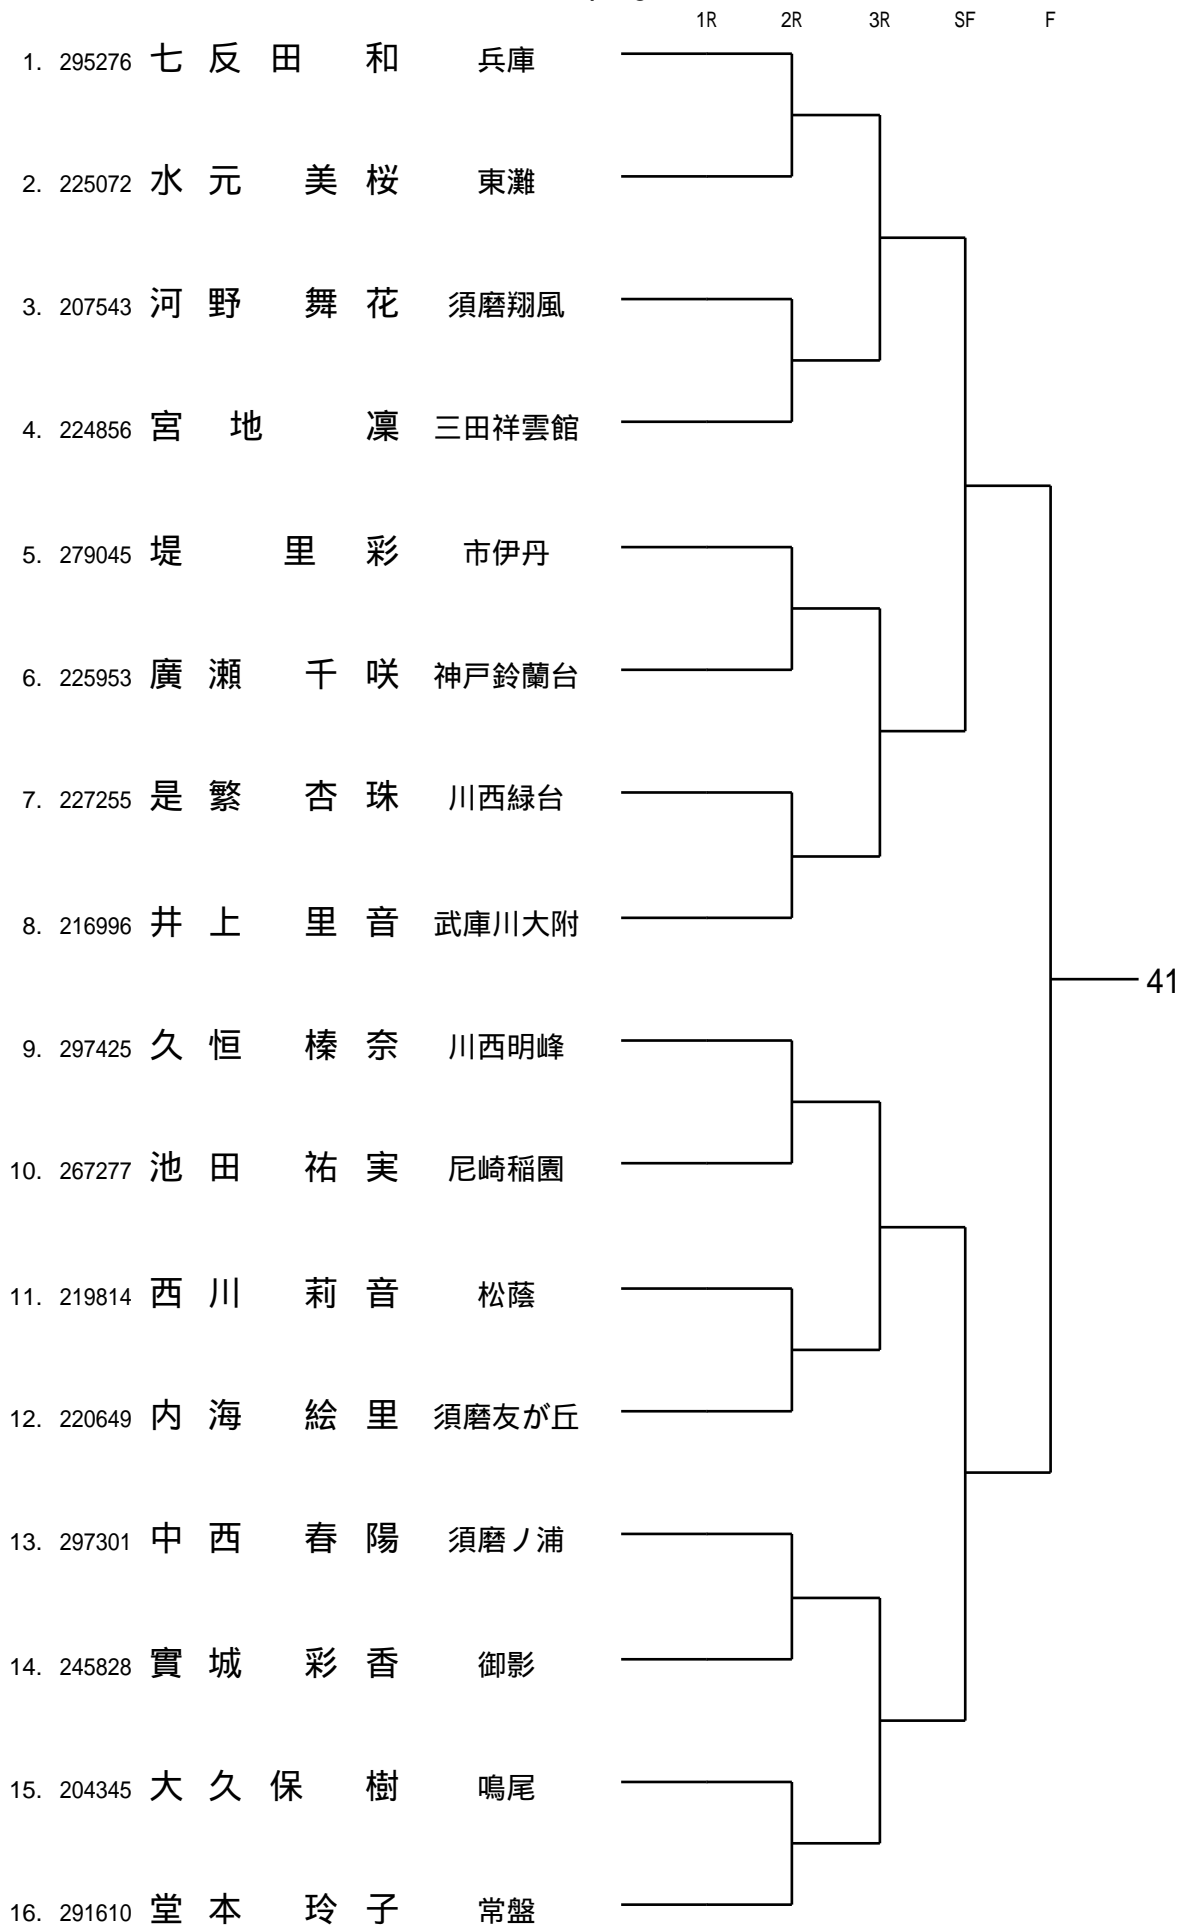 1R 2R 3R SF F
1. 295276 七反田 和 兵庫
2. 225072 水元 美桜 東灘
3. 207543 河野 舞花 須磨翔風
4. 224856 宮地 凜 三田祥雲館
5. 279045 堤 里彩 市伊丹
6. 225953 廣瀬 千咲 神戸鈴蘭台
7. 227255 是繁 杏珠 川西緑台
8. 216996 井上 里音 武庫川大附
41
9. 297425 久恒 榛奈 川西明峰
10. 267277 池田 祐実 尼崎稲園
11. 219814 西川 莉音 松蔭
12. 220649 内海 絵里 須磨友が丘
13. 297301 中西 春陽 須磨ノ浦
14. 245828 實城 彩香 御影
15. 204345 大久保 樹 鳴尾
16. 291610 堂本 玲子 常盤